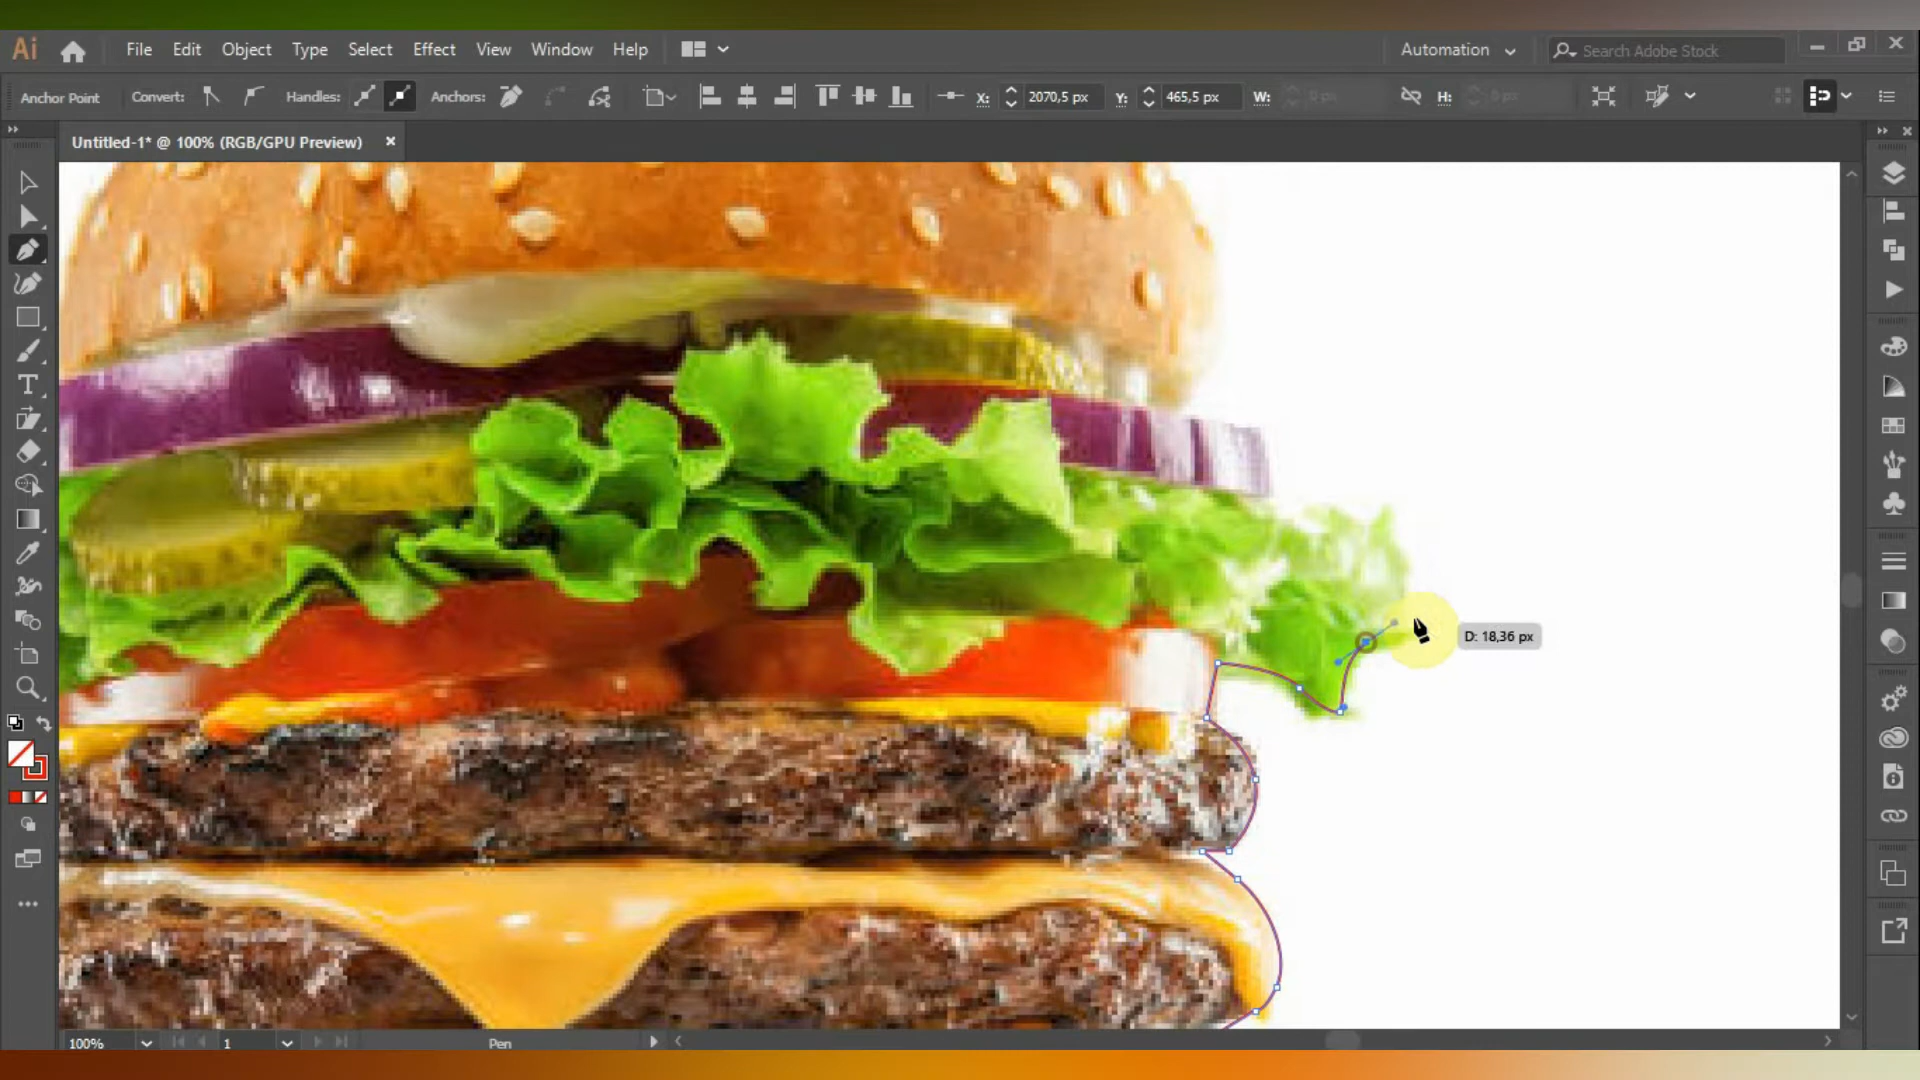 Ai File Edit Object Type Select Effect View Window Help Automation Search Adobe Stock
Anchor Point Convert: Handles: Anchors: X: 2070,5 px Y: 465,5 px W: 0 px H: 0 px
Untitled-1* @ 100% (RGB/GPU Preview)
D: 18,36 px
100% 1 Pen